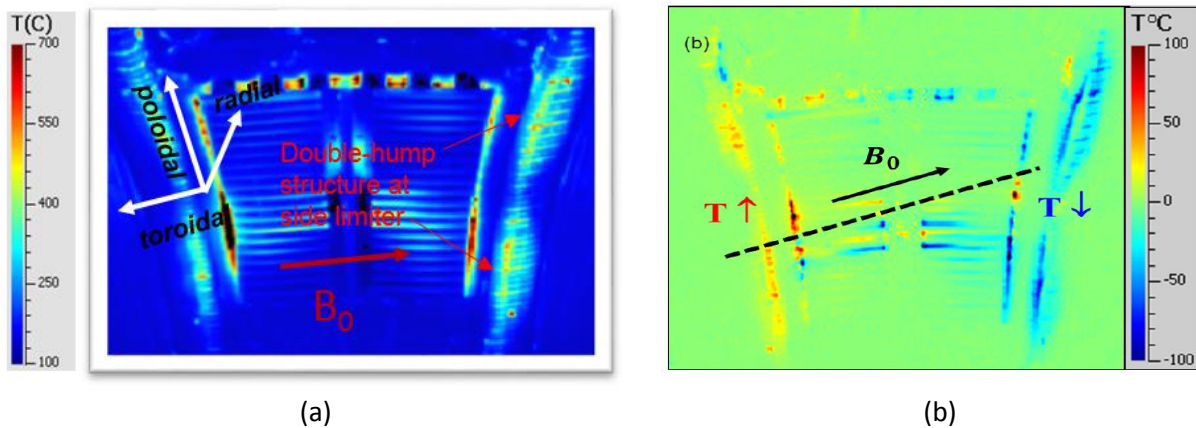 T(C)
700
550
400
250
100
poloidal
radial
toroidal
Double-hump
structure at
side limiter
B₀
(a)
(b)
B₀
T ↑
T ↓
T°C
100
50
0
-50
-100
(b)